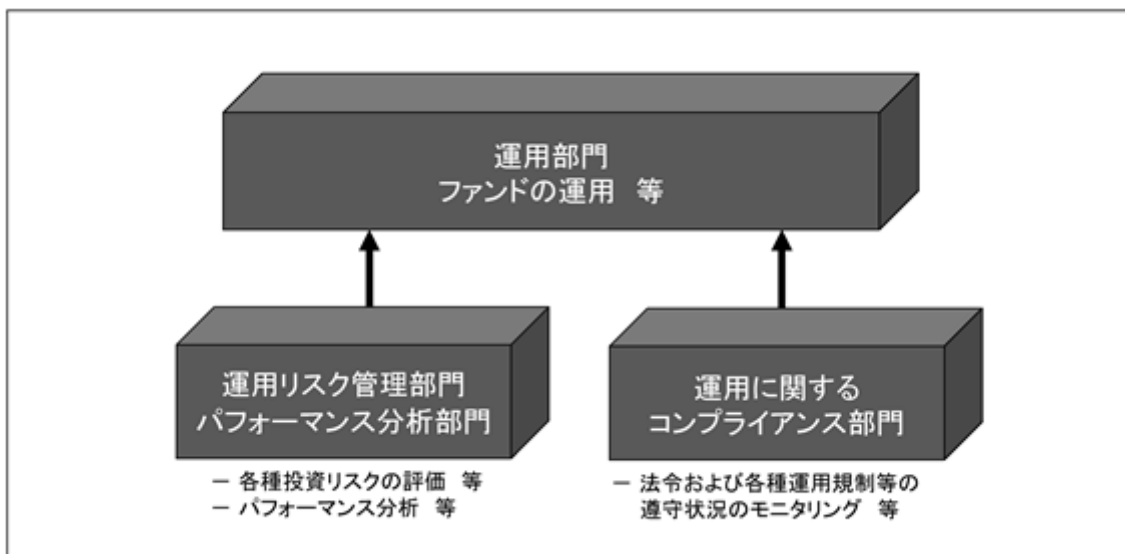 運用部門
ファンドの運用　等
運用リスク管理部門
パフォーマンス分析部門
運用に関する
コンプライアンス部門
－ 各種投資リスクの評価　等
－ パフォーマンス分析　等
－ 法令および各種運用規制等の
遵守状況のモニタリング　等